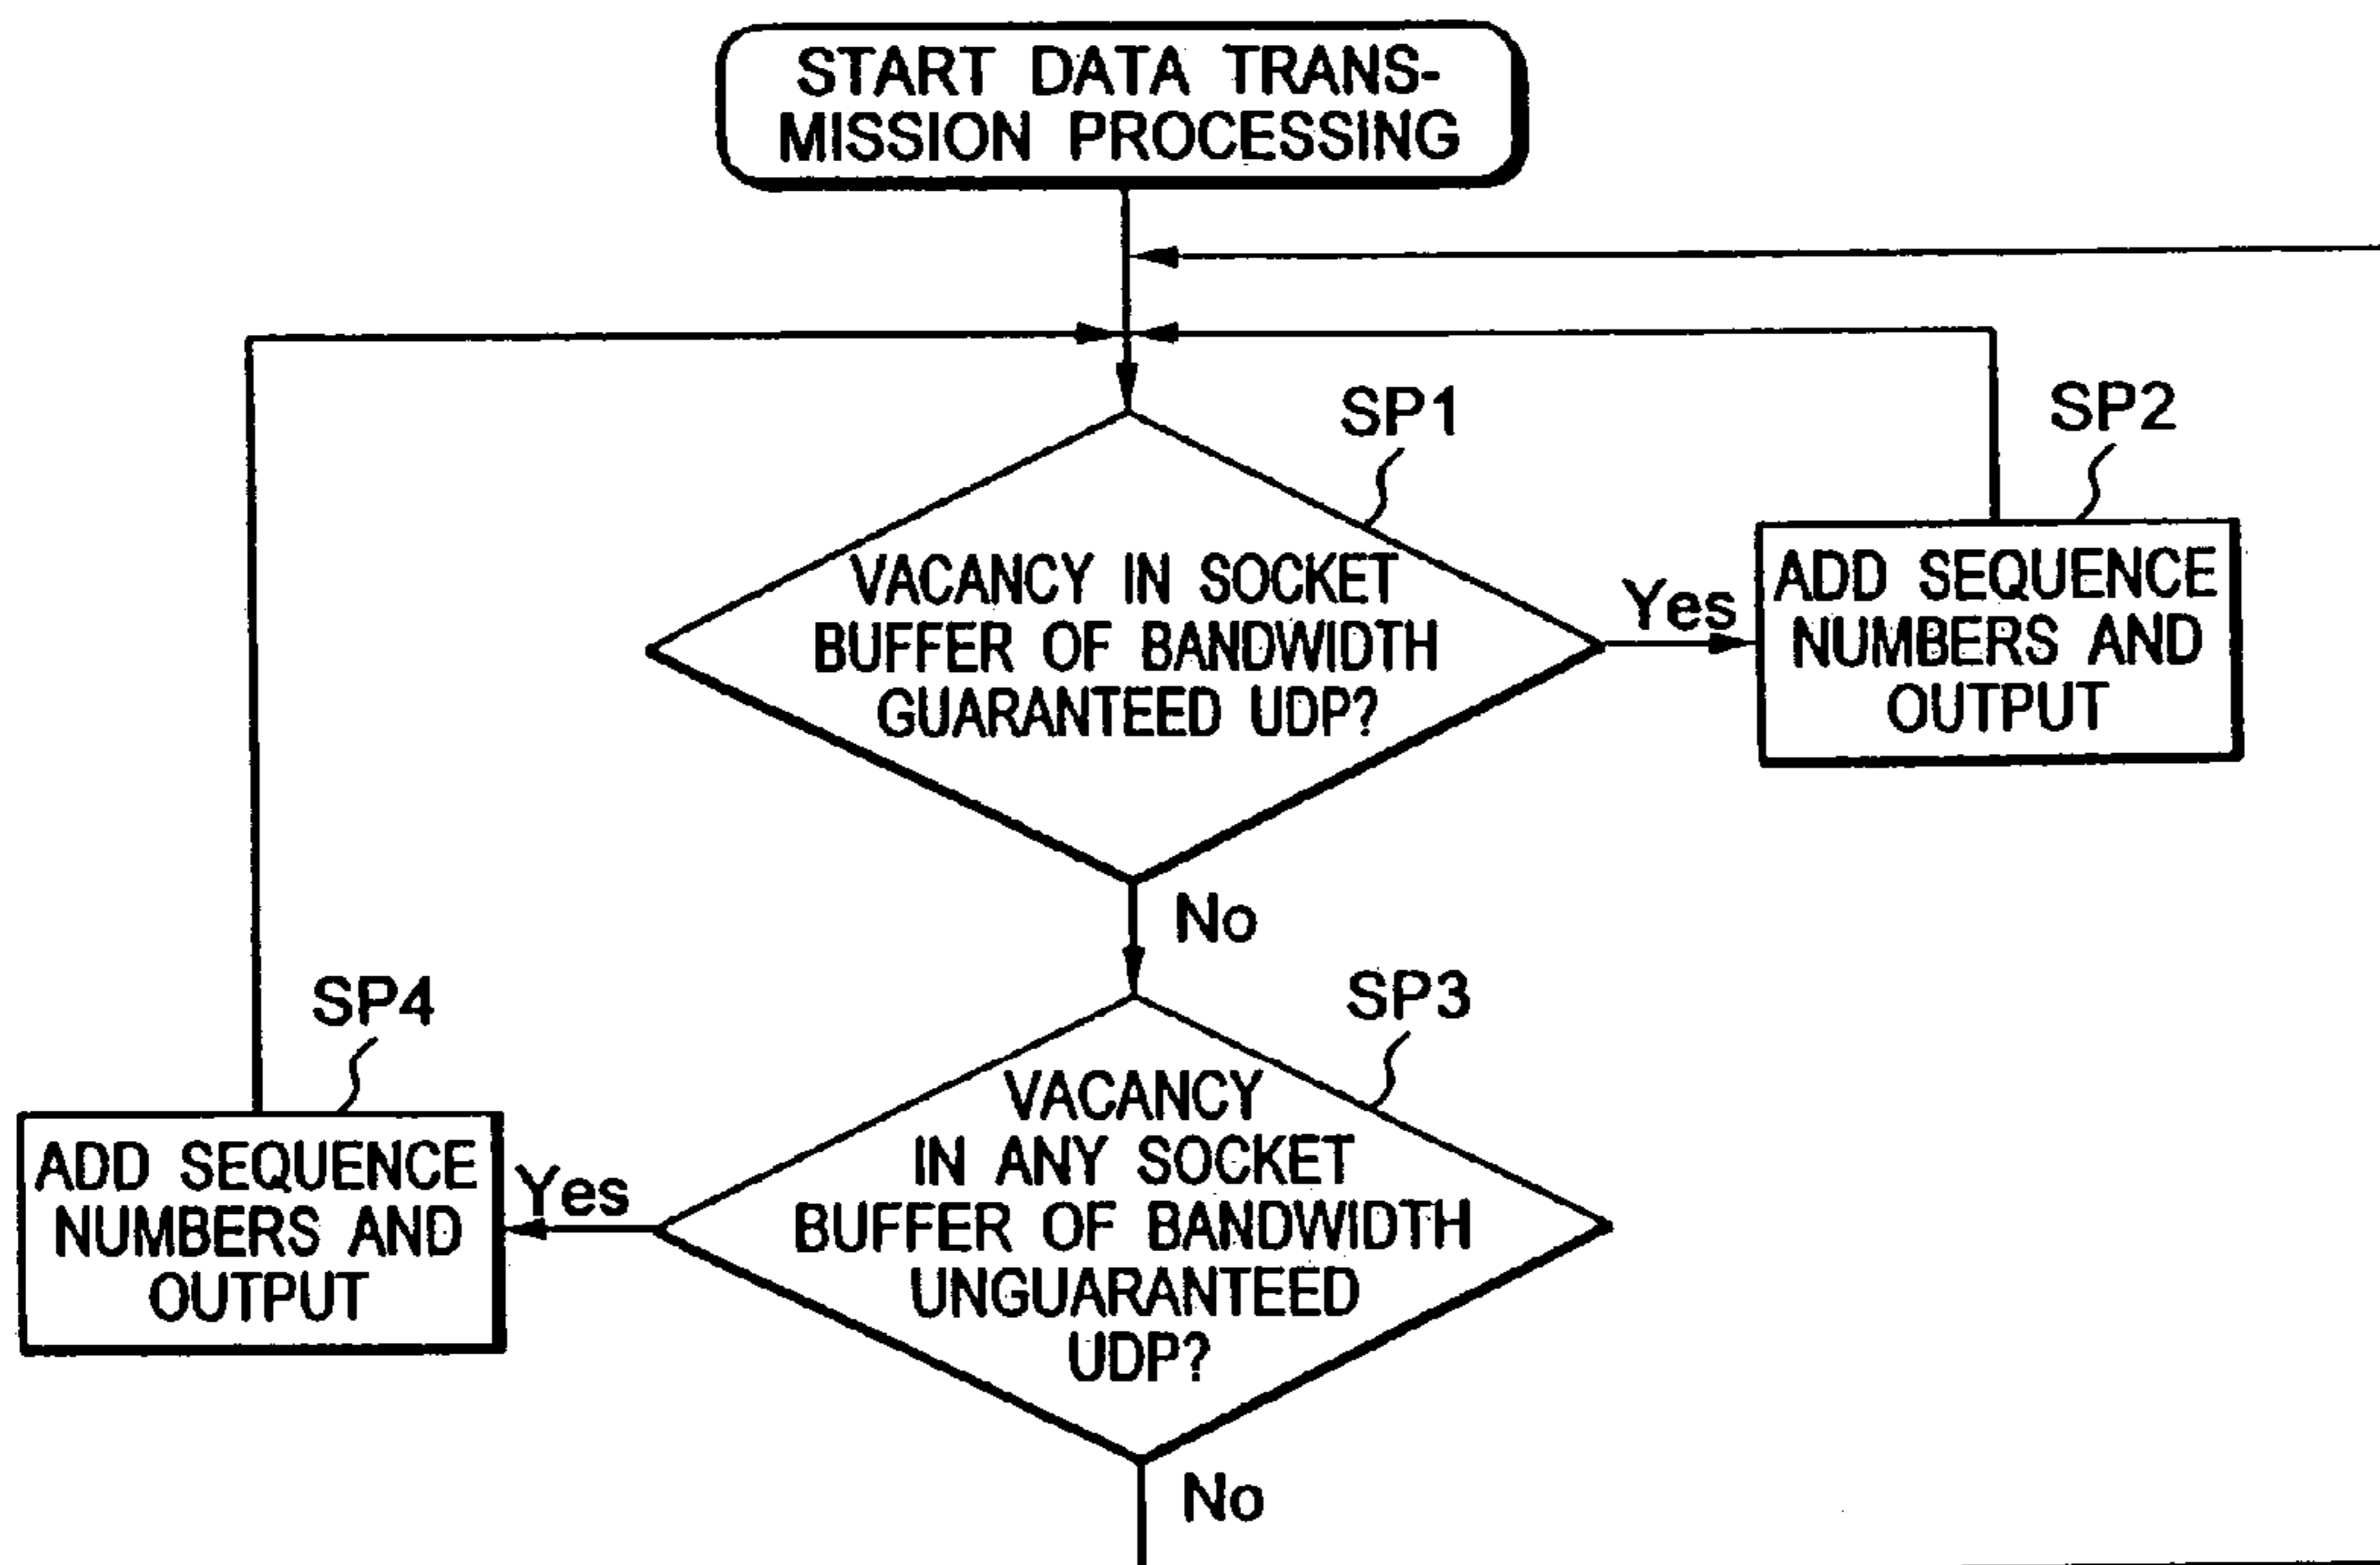 START DATA TRANS-
MISSION PROCESSING
SP1
VACANCY IN SOCKET
BUFFER OF BANDWIDTH
GUARANTEED UDP?
Yes
SP2
ADD SEQUENCE
NUMBERS AND
OUTPUT
No
SP3
VACANCY
IN ANY SOCKET
BUFFER OF BANDWIDTH
UNGUARANTEED
UDP?
Yes
SP4
ADD SEQUENCE
NUMBERS AND
OUTPUT
No